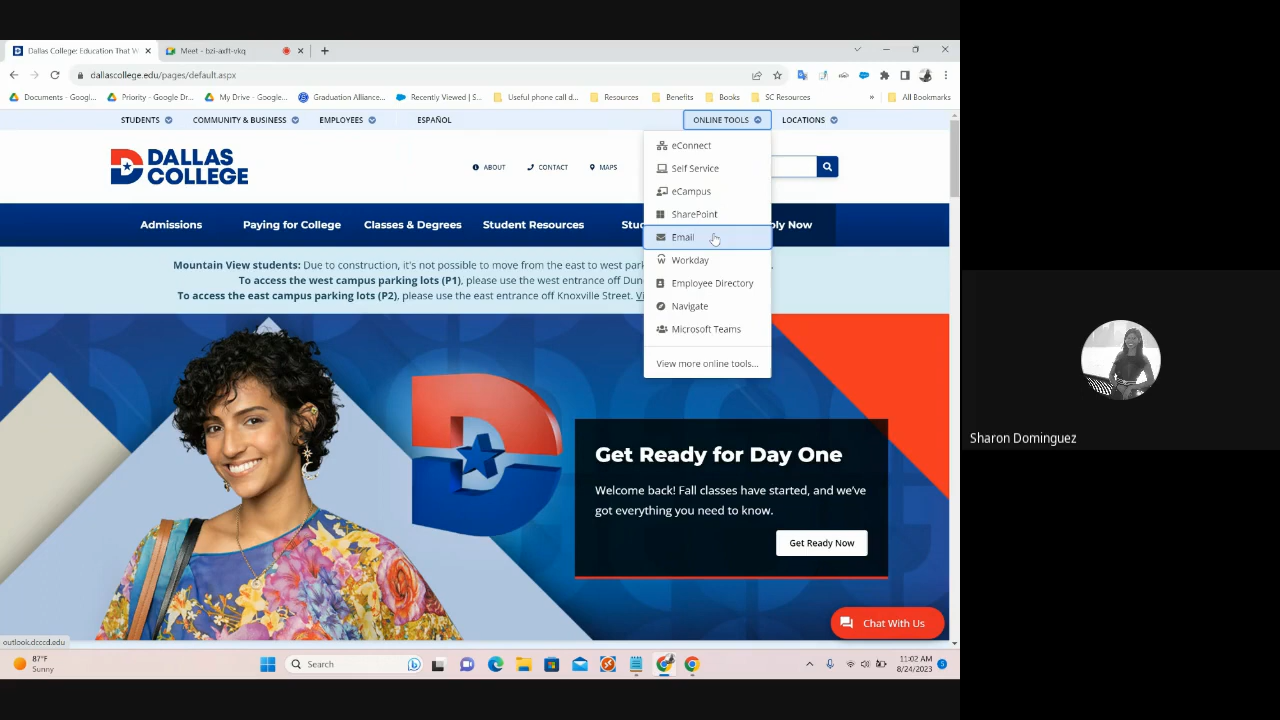 Dallas College: Education That W
Meet - bzi-axft-vkq
dallascollege.edu/pages/default.aspx
Documents - Googl...
Priority - Google Dr...
My Drive - Google...
Graduation Alliance...
Recently Viewed | S...
Useful phone call d...
Resources
Benefits
Books
SC Resources
»
All Bookmarks
STUDENTS
COMMUNITY & BUSINESS
EMPLOYEES
ESPAÑOL
ONLINE TOOLS
LOCATIONS
DALLAS
COLLEGE
ABOUT
CONTACT
MAPS
eConnect
Self Service
eCampus
SharePoint
Email
Workday
Employee Directory
Navigate
Microsoft Teams
View more online tools...
Admissions
Paying for College
Classes & Degrees
Student Resources
Stu
ply Now
Mountain View students: Due to construction, it's not possible to move from the east to west par
To access the west campus parking lots (P1), please use the west entrance off Dun
To access the east campus parking lots (P2), please use the east entrance off Knoxville Street. Vi
Get Ready for Day One
Welcome back! Fall classes have started, and we've
got everything you need to know.
Get Ready Now
Chat With Us
outlook.dcccd.edu
87°F
Sunny
Search
11:02 AM
8/24/2023
Sharon Dominguez